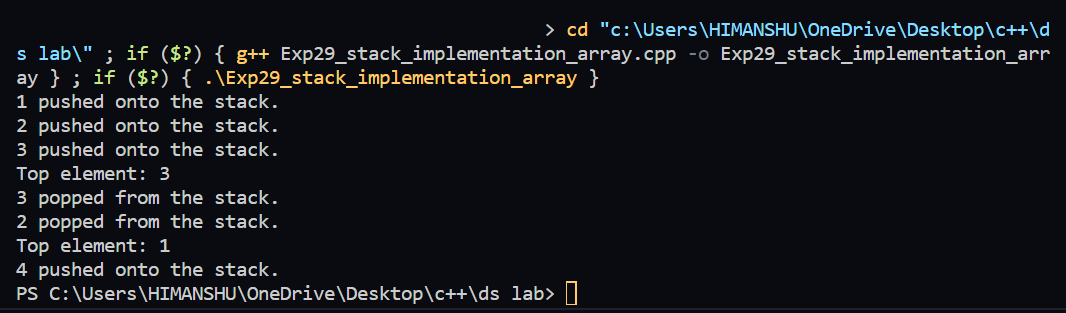 > cd "c:\Users\HIMANSHU\OneDrive\Desktop\c++\d
s lab\" ; if ($?) { g++ Exp29_stack_implementation_array.cpp -o Exp29_stack_implementation_arr
ay } ; if ($?) { .\Exp29_stack_implementation_array }
1 pushed onto the stack.
2 pushed onto the stack.
3 pushed onto the stack.
Top element: 3
3 popped from the stack.
2 popped from the stack.
Top element: 1
4 pushed onto the stack.
PS C:\Users\HIMANSHU\OneDrive\Desktop\c++\ds lab>